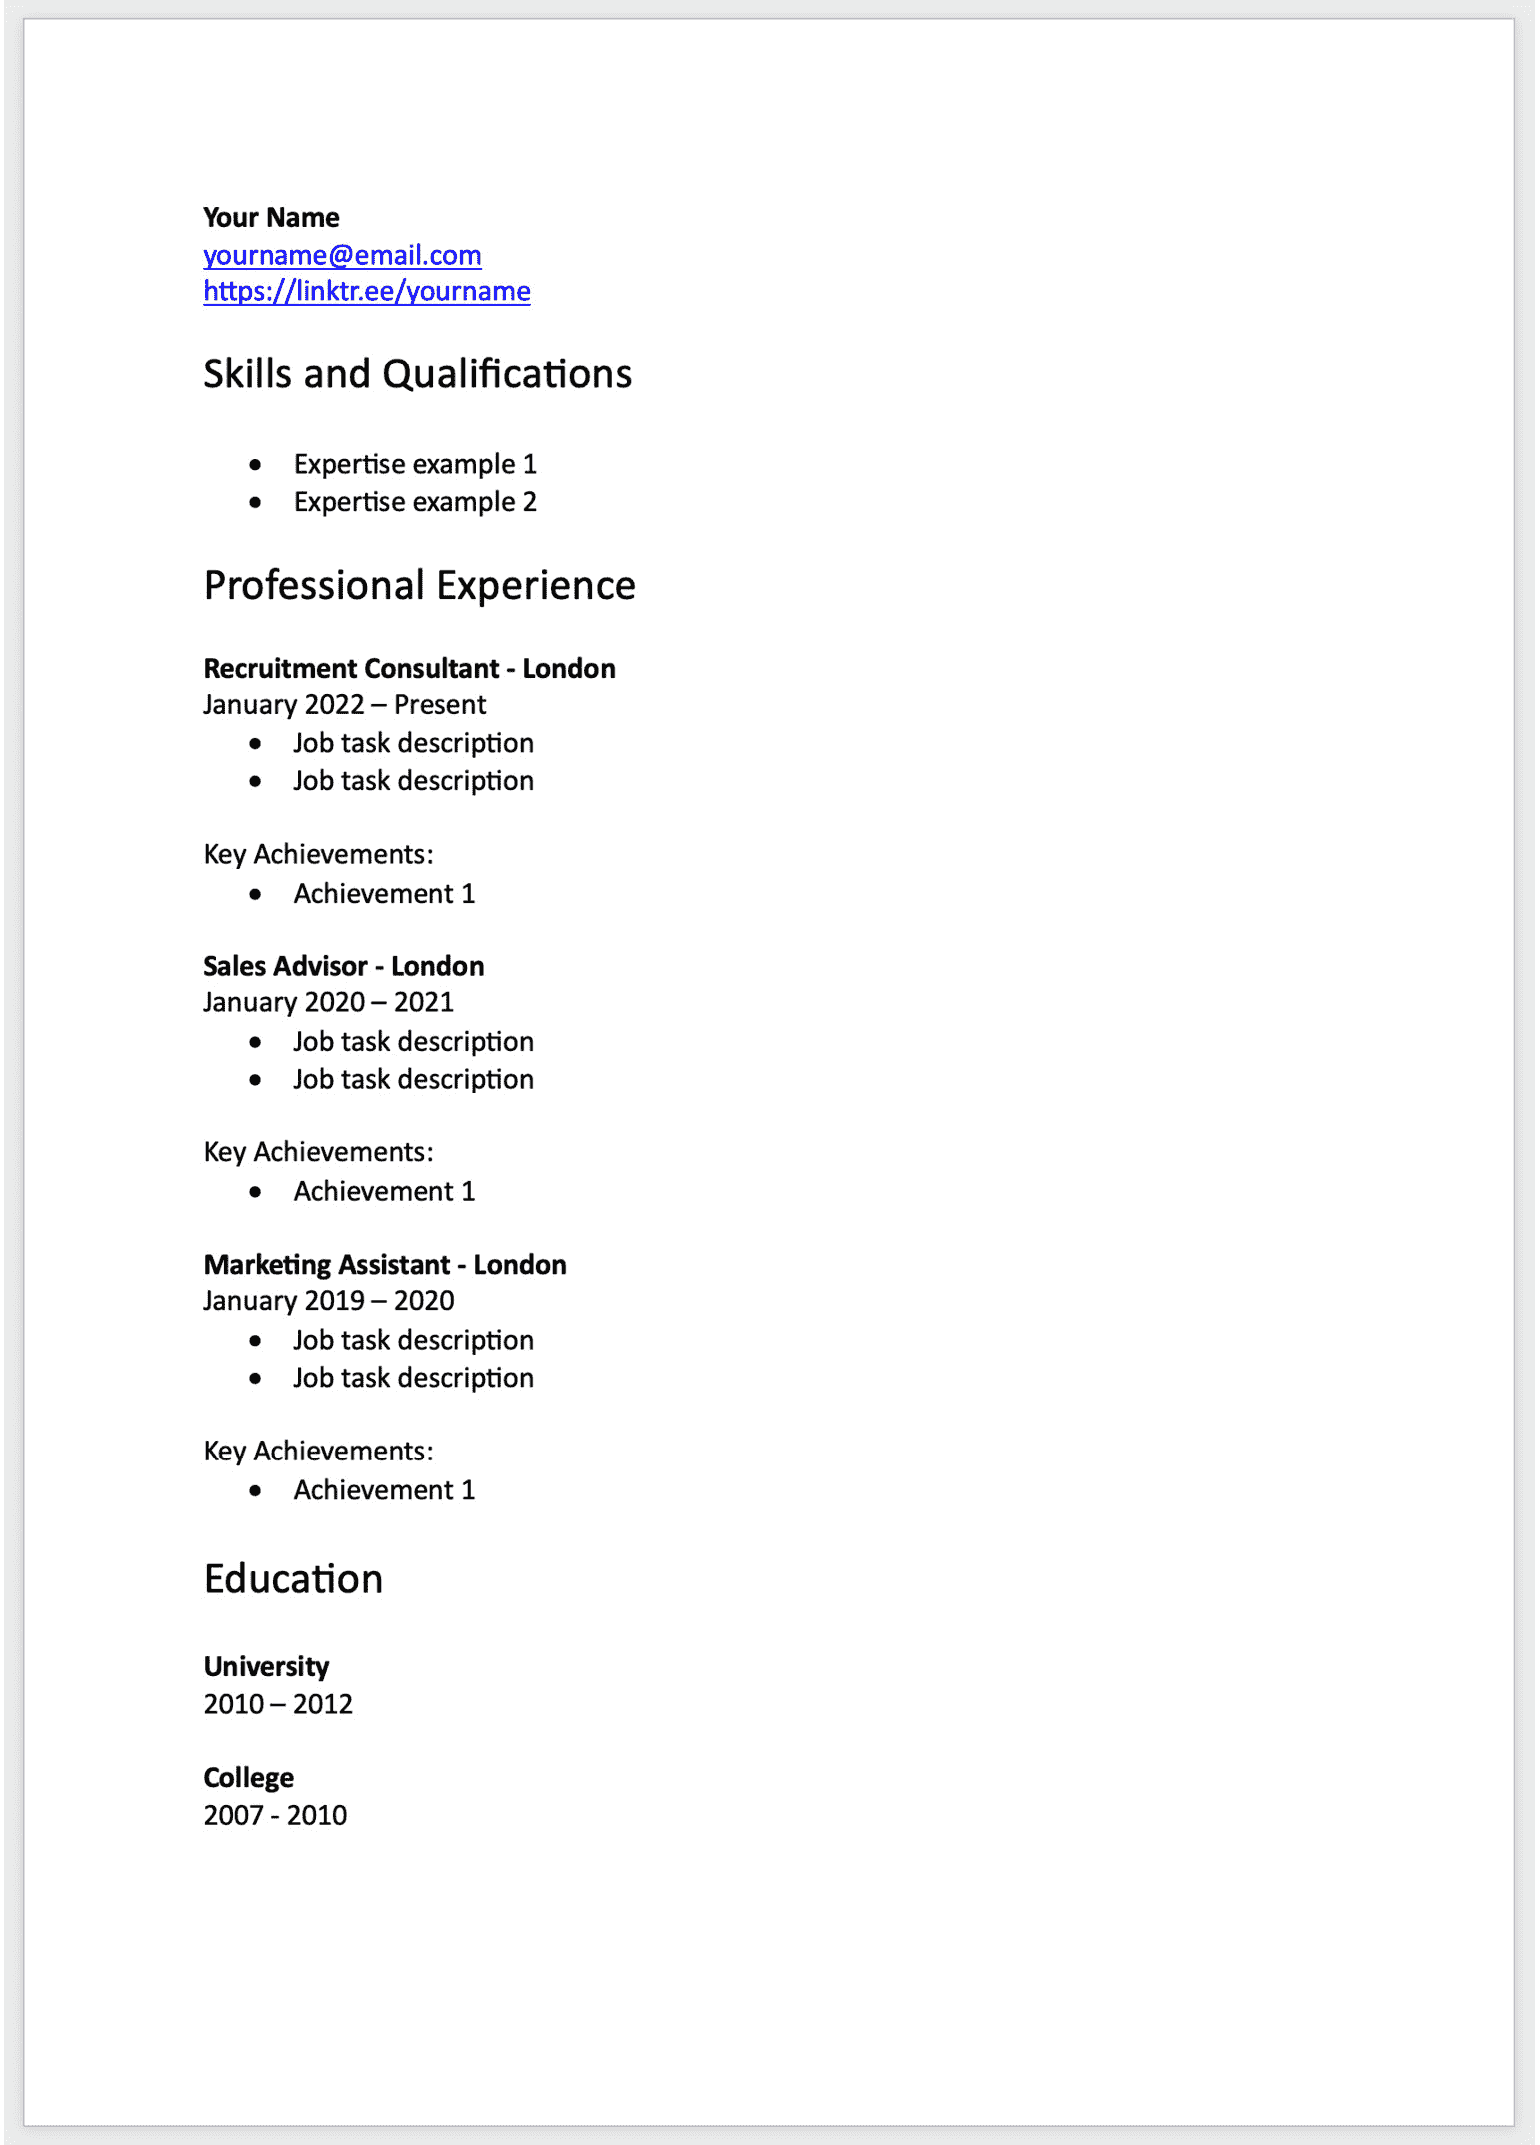 Your Name
yourname@email.com
https://linktr.ee/yourname
Skills and Qualifications
• Expertise example 1
• Expertise example 2
Professional Experience
Recruitment Consultant - London
January 2022 – Present
• Job task description
• Job task description
Key Achievements:
• Achievement 1
Sales Advisor - London
January 2020 – 2021
• Job task description
• Job task description
Key Achievements:
• Achievement 1
Marketing Assistant - London
January 2019 – 2020
• Job task description
• Job task description
Key Achievements:
• Achievement 1
Education
University
2010 – 2012
College
2007 - 2010